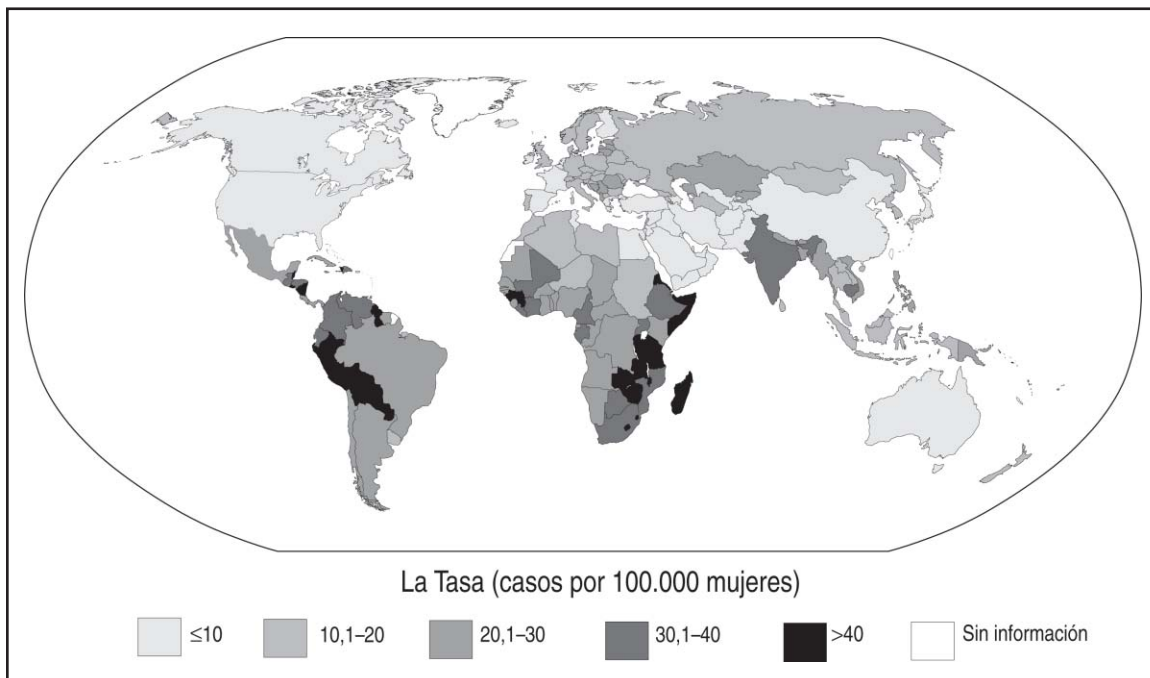 La Tasa (casos por 100.000 mujeres)
≤10 10,1–20 20,1–30 30,1–40 >40 Sin información